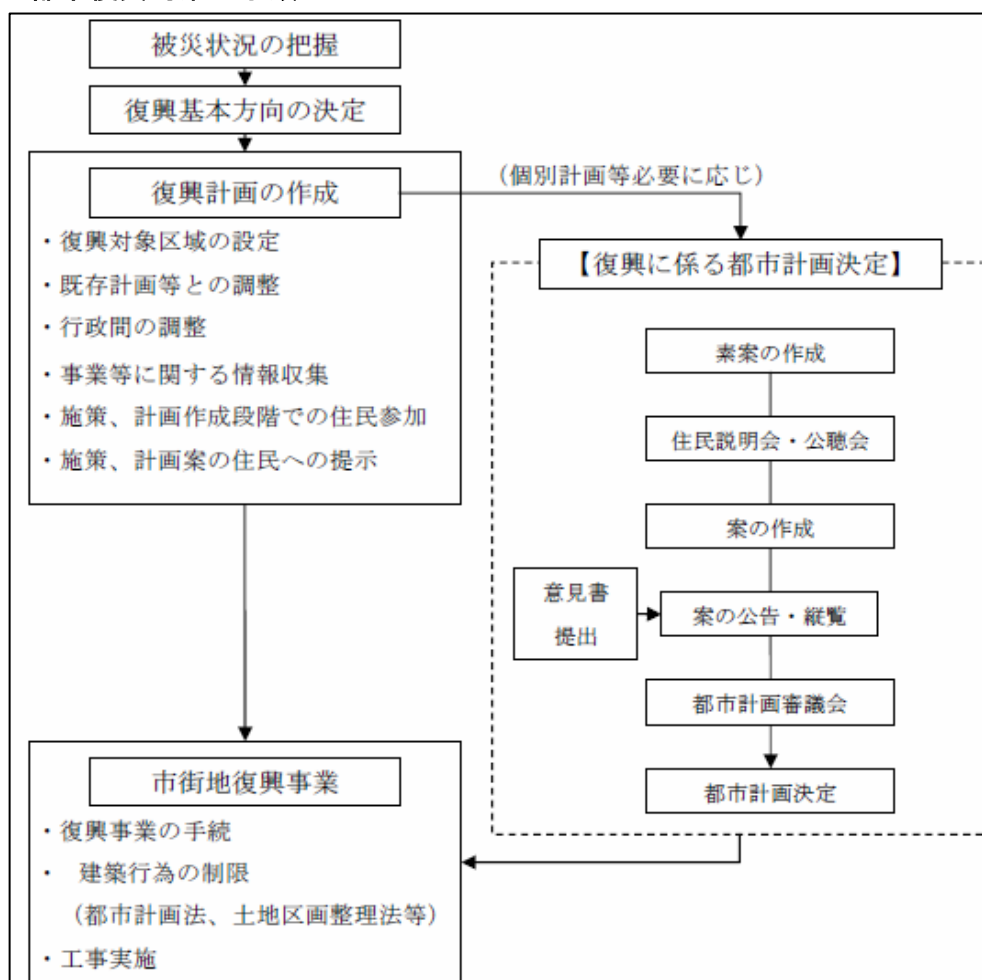 被災状況の把握
復興基本方向の決定
復興計画の作成
・復興対象区域の設定
・既存計画等との調整
・行政間の調整
・事業等に関する情報収集
・施策、計画作成段階での住民参加
・施策、計画案の住民への提示
（個別計画等必要に応じ）
【復興に係る都市計画決定】
素案の作成
住民説明会・公聴会
案の作成
意見書
提出
案の公告・縦覧
都市計画審議会
都市計画決定
市街地復興事業
・復興事業の手続
・ 建築行為の制限
（都市計画法、土地区画整理法等）
・工事実施